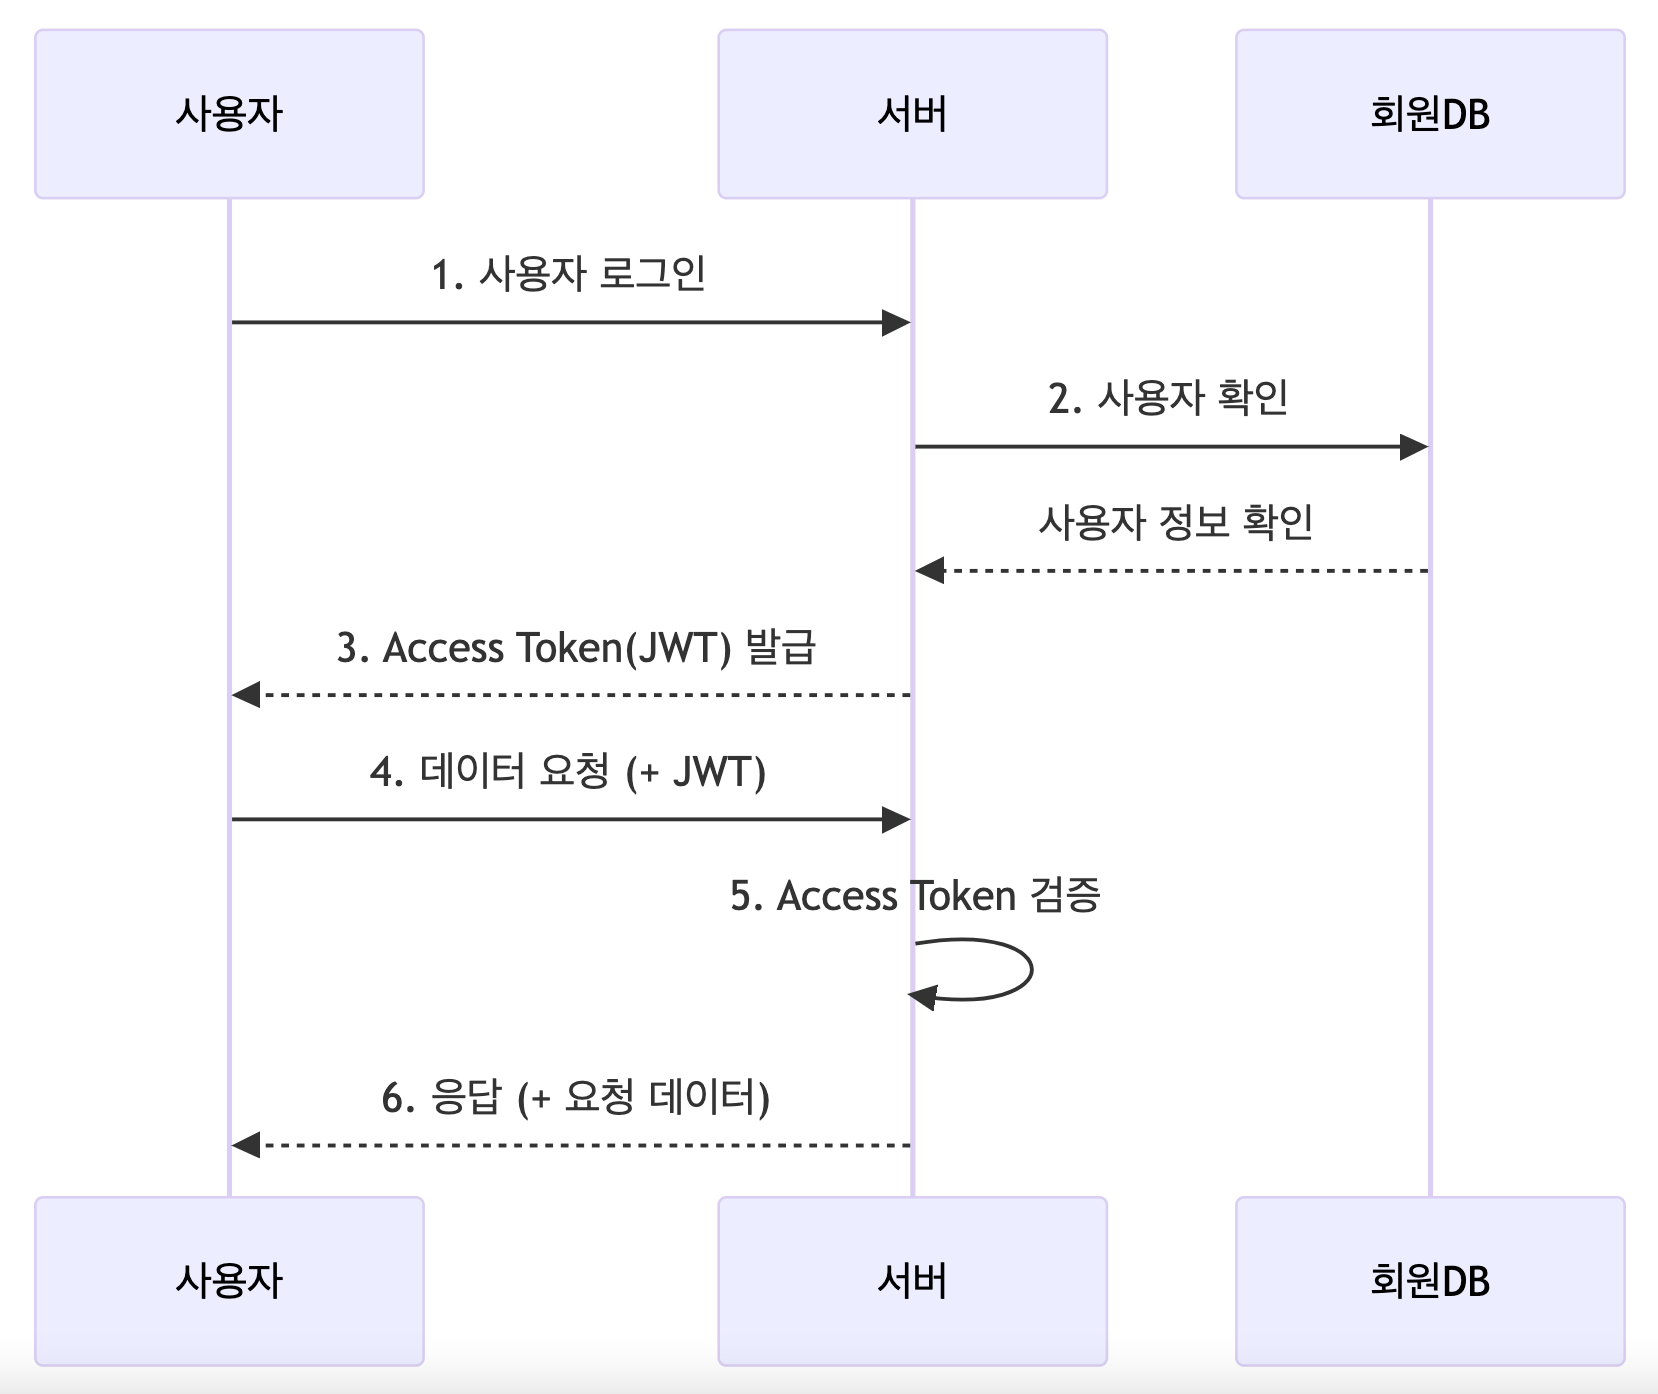 사용자
서버
회원DB
1. 사용자 로그인
2. 사용자 확인
사용자 정보 확인
3. Access Token(JWT) 발급
4. 데이터 요청 (+ JWT)
5. Access Token 검증
6. 응답 (+ 요청 데이터)
사용자
서버
회원DB